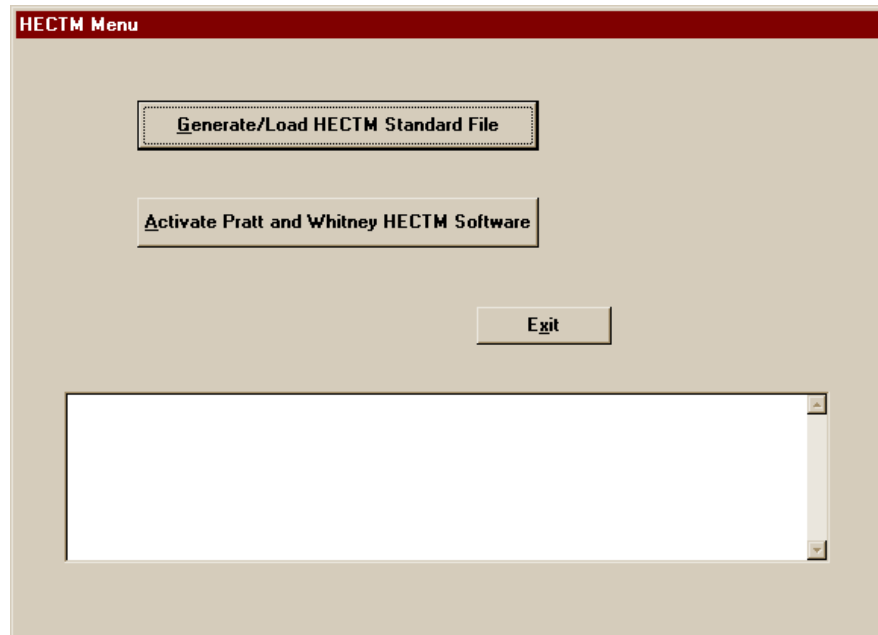 HECTM Menu
Generate/Load HECTM Standard File
Activate Pratt and Whitney HECTM Software
Exit